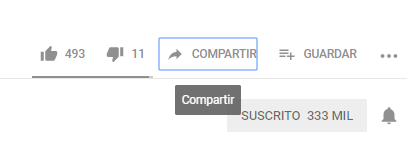 493 11 COMPARTIR GUARDAR
Compartir
SUSCRITO 333 MIL